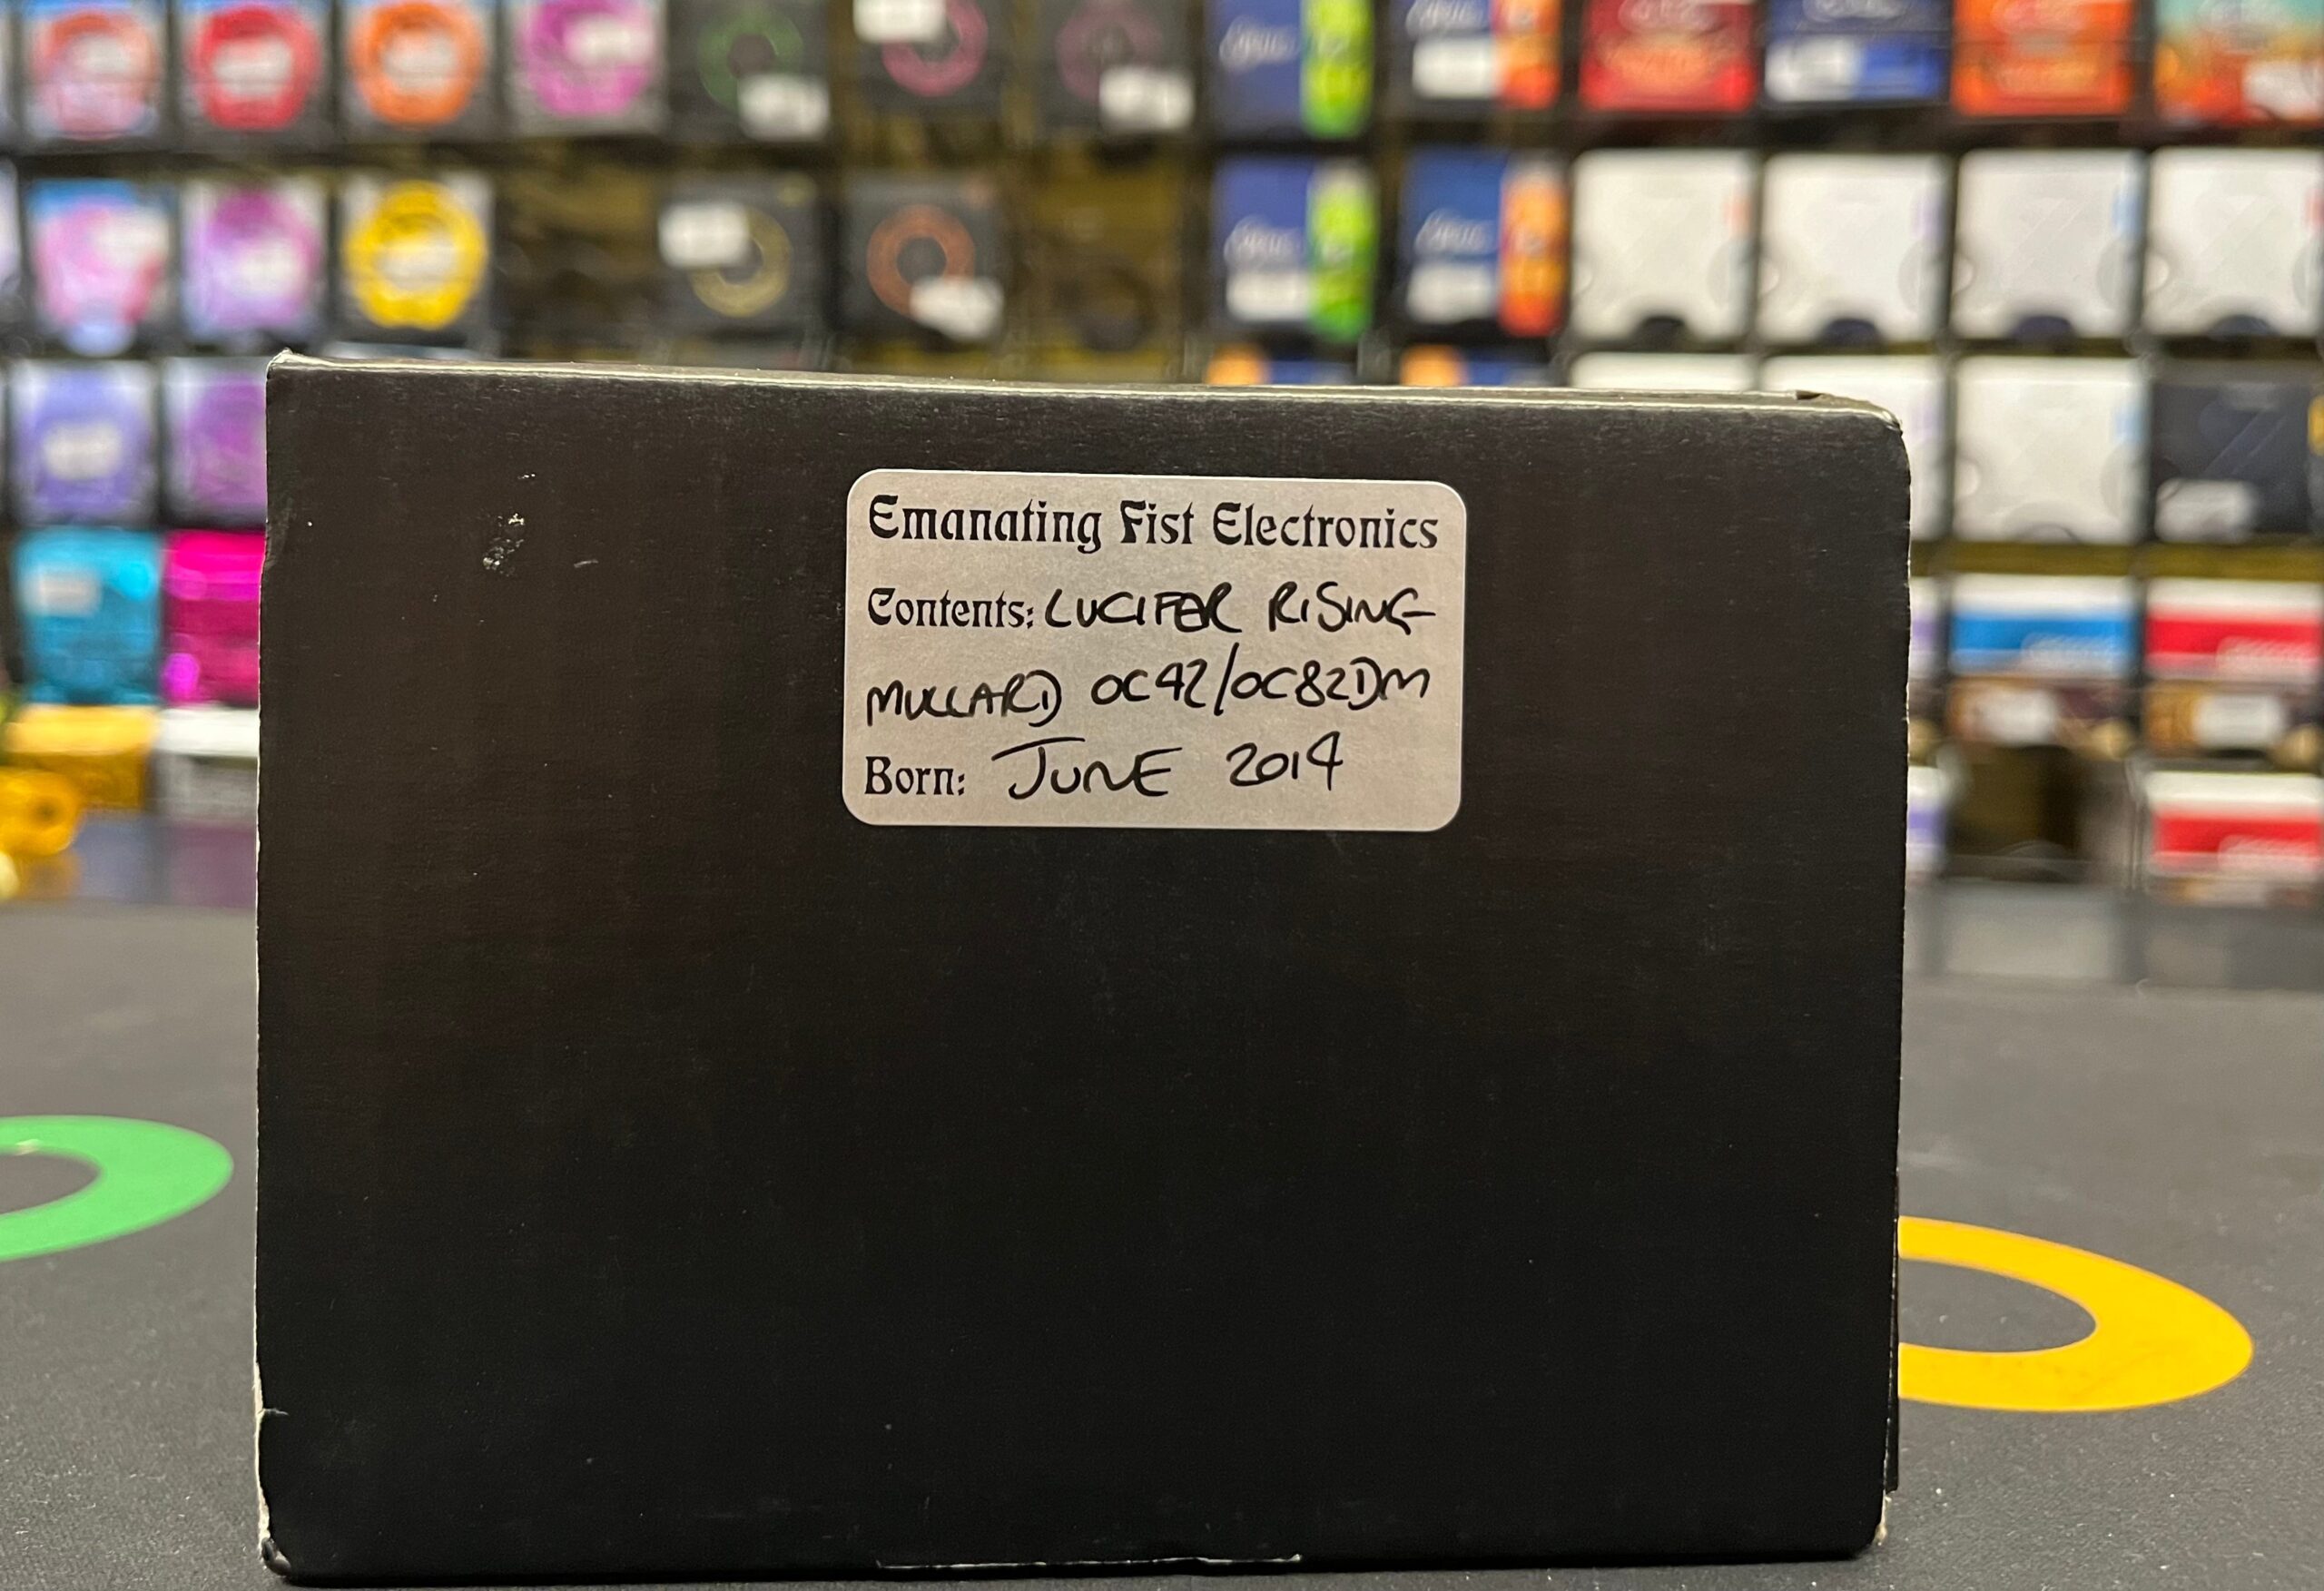 Emanating Fist Electronics
Contents: LUCIFER RISING
MULLARD OC42/OC82DM
Born: JUNE 2014